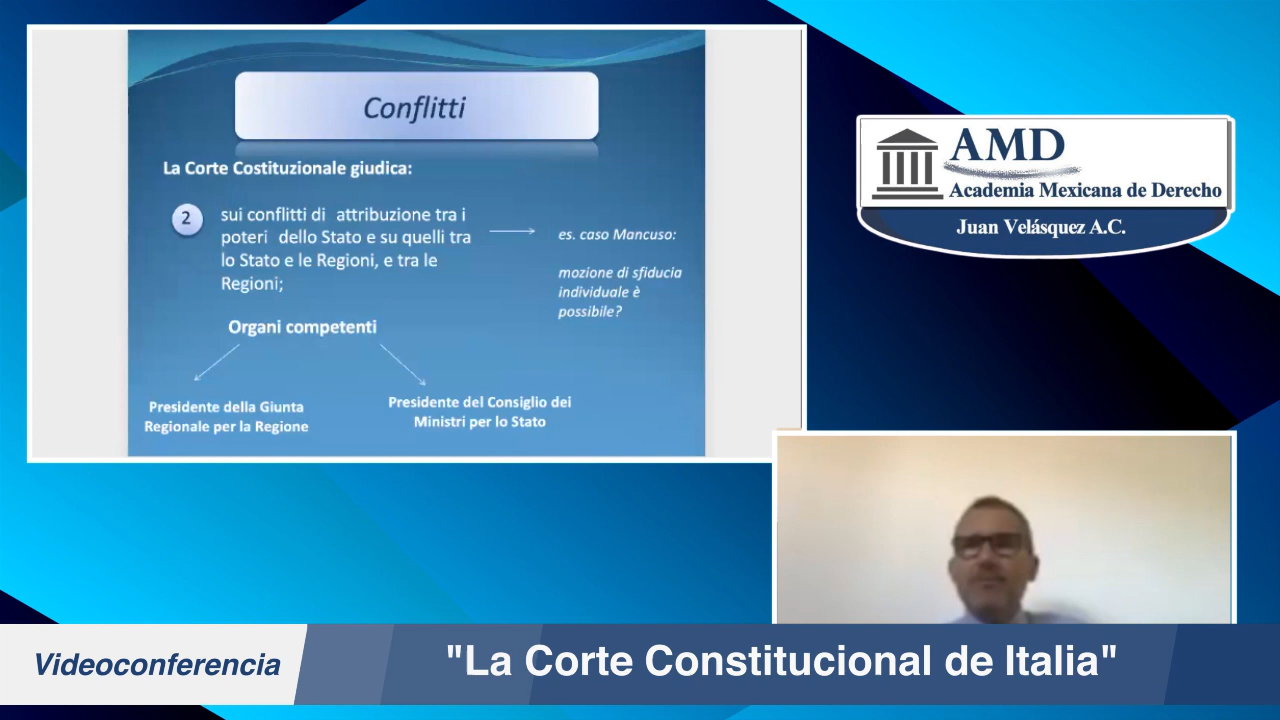 Conflitti
La Corte Costituzionale giudica:
2
sui conflitti di attribuzione tra i
poteri dello Stato e su quelli tra
lo Stato e le Regioni, e tra le
Regioni;
es. caso Mancuso:
mozione di sfiducia
individuale è
possibile?
Organi competenti
Presidente della Giunta
Regionale per la Regione
Presidente del Consiglio dei
Ministri per lo Stato
AMD
Academia Mexicana de Derecho
Juan Velásquez A.C.
Videoconferencia
"La Corte Constitucional de Italia"